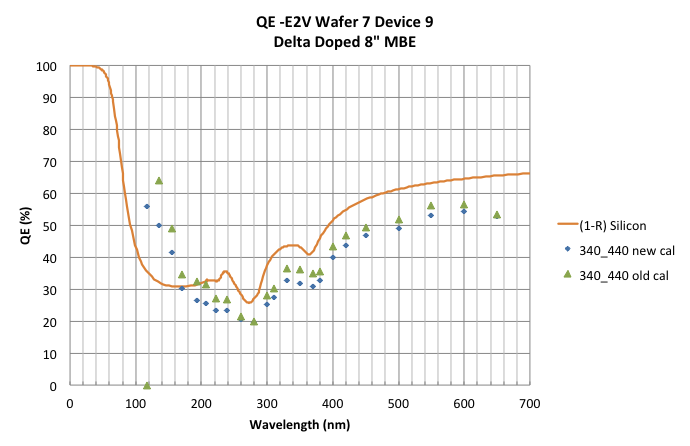 QE -E2V Wafer 7 Device 9
Delta Doped 8" MBE
100
90
80
70
60
50
40
30
20
10
0
QE (%)
0 100 200 300 400 500 600 700
Wavelength (nm)
(1-R) Silicon
340_440 new cal
340_440 old cal